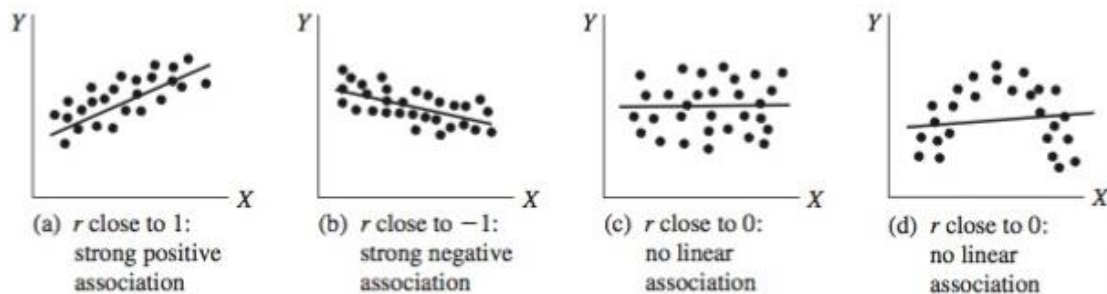 Y
X
(a) r close to 1:
strong positive
association
Y
X
(b) r close to −1:
strong negative
association
Y
X
(c) r close to 0:
no linear
association
Y
X
(d) r close to 0:
no linear
association